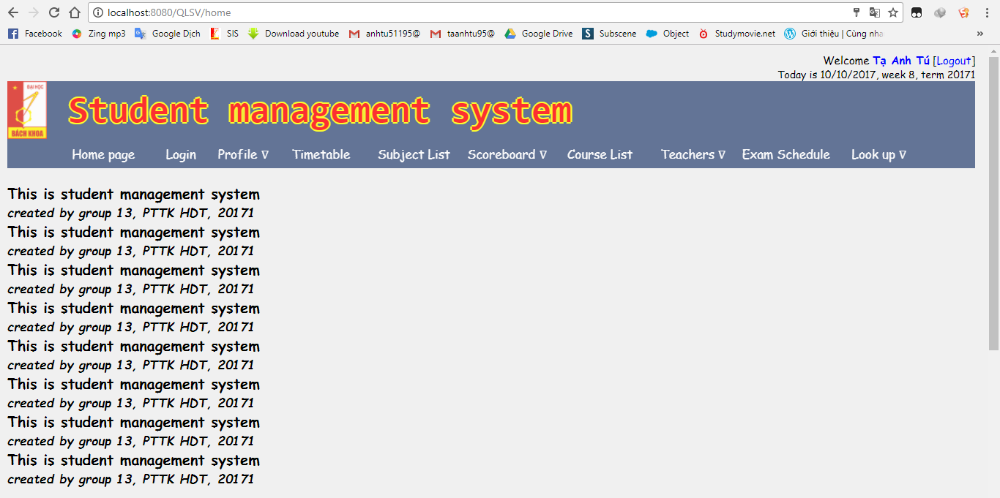 localhost:8080/QLSV/home
Facebook Zing mp3 Google Dịch SIS Download youtube anhtu51195@ taanhtu95@ Google Drive Subscene Object Studymovie.net Giới thiệu | Cùng nha
Welcome Tạ Anh Tú [Logout]
Today is 10/10/2017, week 8, term 20171
ĐẠI HỌC
BÁCH KHOA
Student management system
Home page Login Profile ∇ Timetable Subject List Scoreboard ∇ Course List Teachers ∇ Exam Schedule Look up ∇
This is student management system
created by group 13, PTTK HDT, 20171
This is student management system
created by group 13, PTTK HDT, 20171
This is student management system
created by group 13, PTTK HDT, 20171
This is student management system
created by group 13, PTTK HDT, 20171
This is student management system
created by group 13, PTTK HDT, 20171
This is student management system
created by group 13, PTTK HDT, 20171
This is student management system
created by group 13, PTTK HDT, 20171
This is student management system
created by group 13, PTTK HDT, 20171